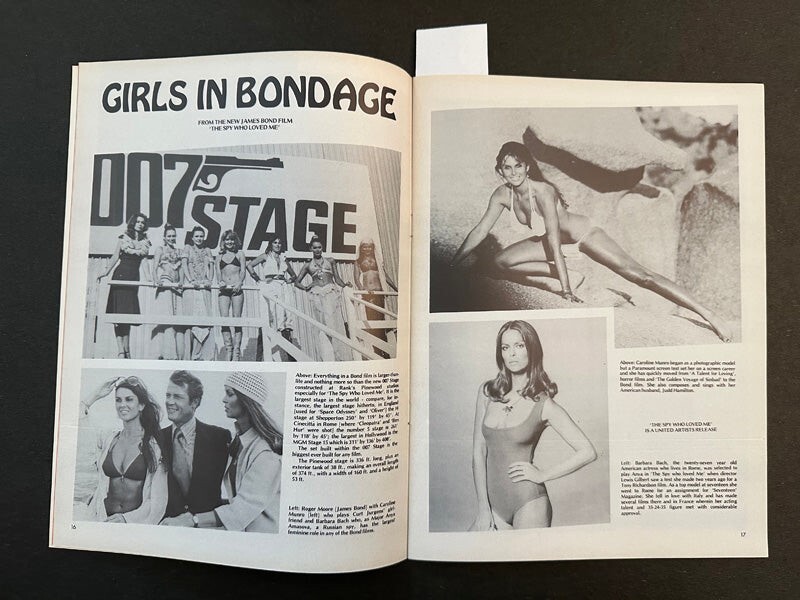 GIRLS IN BONDAGE
FROM THE NEW JAMES BOND FILM
'THE SPY WHO LOVED ME'
007
STAGE
Above: Everything in a Bond film is larger-than-
life and nothing more so than the new 007 Stage
constructed at Rank's Pinewood studios
especially for 'The Spy Who Loved Me'. It is the
largest stage in the world - compare, for in-
stance, the largest stage hitherto, in England
[used for 'Space Odyssey' and 'Oliver'] the H
stage at Shepperton 250' by 119' by 45'. At
Cinecitta in Rome [where 'Cleopatra' and 'Ben
Hur' were shot] the number 5 stage is
by 118' by 45'; the largest in Hollywood is the
MGM Stage 15 which is 311' by 136' by 40'.
The set built within the 007 Stage is the
biggest ever built for any film.
The Pinewood stage is 336 ft. long, plus an
exterior tank of 38 ft., making an overall length
of 374 ft., with a width of 160 ft. and a height of
53 ft.
Left: Roger Moore [James Bond] with Caroline
Munro [left] who plays Curt Jurgens' girl-
friend and Barbara Bach who, as Major Anya
Amasova, a Russian spy, has the largest
feminine role in any of the Bond films.
16
Above: Caroline Munro began as a photographic model
but a Paramount screen test set her on a screen career
and she has quickly moved from 'A Talent for Loving',
horror films and 'The Golden Voyage of Sinbad' to the
Bond film. She also composes and sings with her
American husband, Judd Hamilton.
'THE SPY WHO LOVED ME'
IS A UNITED ARTISTS RELEASE
Left: Barbara Bach, the twenty-seven year old
American actress who lives in Rome, was selected to
play Anya in 'The Spy who loved Me' when director
Lewis Gilbert saw a test she made two years ago for a
Tony Richardson film. As a top model at seventeen she
went to Rome for an assignment for 'Seventeen'
Magazine. She fell in love with Italy and has made
several films there and in France wherein her acting
talent and 35-24-35 figure met with considerable
approval.
17